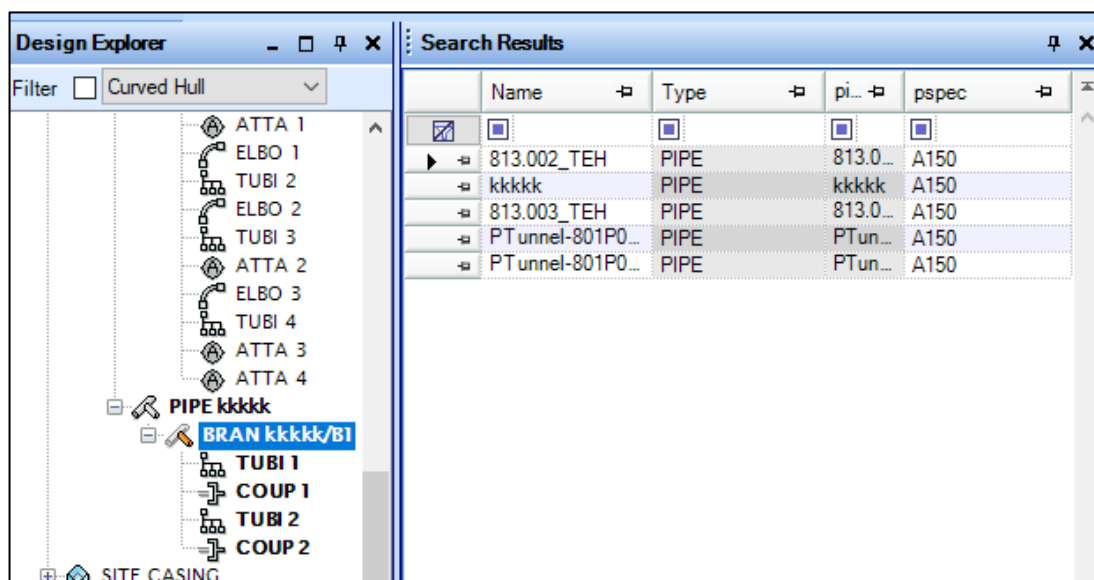 Design Explorer
Filter Curved Hull
ATTA 1
ELBO 1
TUBI 2
ELBO 2
TUBI 3
ATTA 2
ELBO 3
TUBI 4
ATTA 3
ATTA 4
PIPE kkkkk
BRAN kkkkk/B1
TUBI 1
COUP 1
TUBI 2
COUP 2
SITE CASING
Search Results
Name Type pi... pspec
813.002_TEH PIPE 813.0... A150
kkkkk PIPE kkkkk A150
813.003_TEH PIPE 813.0... A150
PTunnel-801P0... PIPE PTun... A150
PTunnel-801P0... PIPE PTun... A150